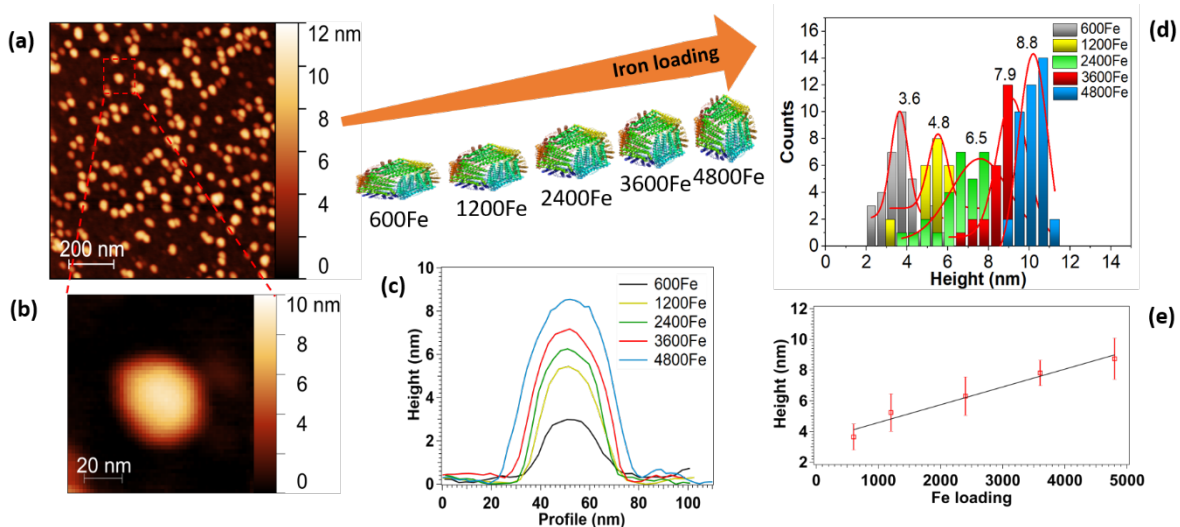 (a)
12 nm
10
8
6
4
2
0
200 nm
Iron loading
600Fe
1200Fe
2400Fe
3600Fe
4800Fe
(b)
10 nm
8
6
4
2
0
20 nm
(c)
10
8
6
4
2
0
Height (nm)
600Fe
1200Fe
2400Fe
3600Fe
4800Fe
0 20 40 60 80 100
Profile (nm)
(d)
16
14
12
10
8
6
4
2
0
Counts
3.6
4.8
6.5
7.9
8.8
600Fe
1200Fe
2400Fe
3600Fe
4800Fe
0 2 4 6 8 10 12 14
Height (nm)
(e)
12
10
8
6
4
2
Height (nm)
0 1000 2000 3000 4000 5000
Fe loading